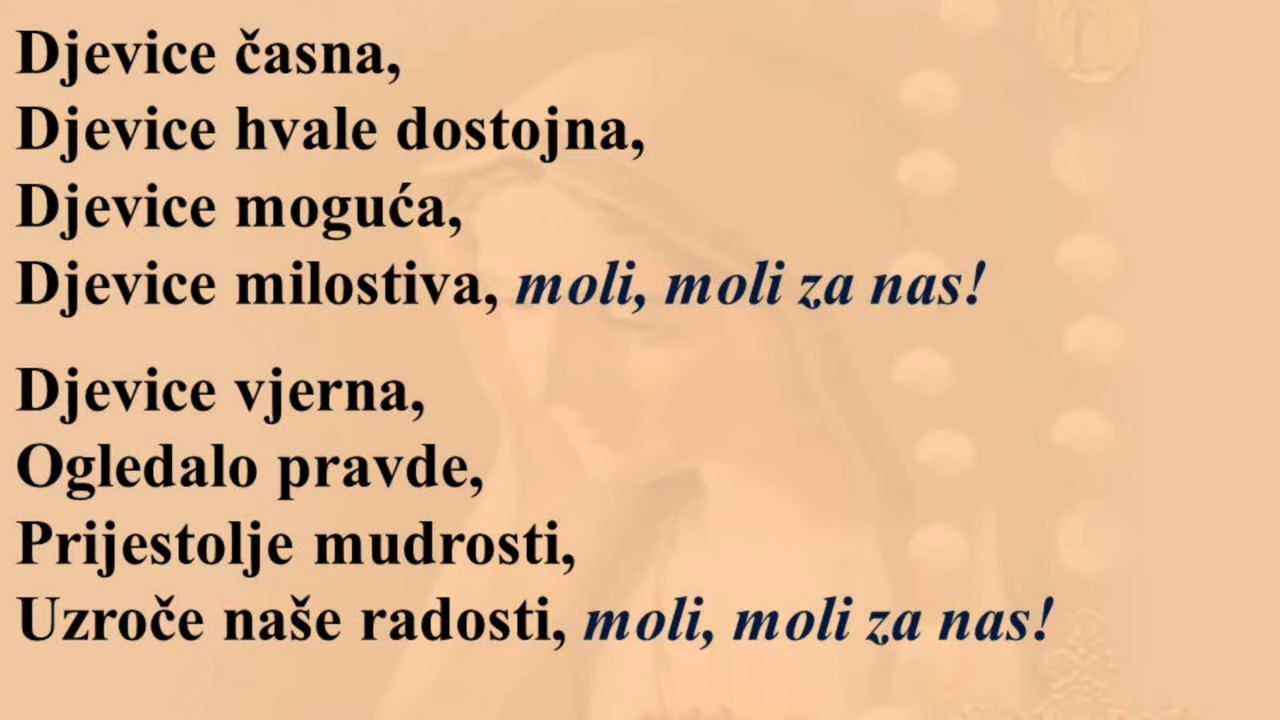 Djevice časna,
Djevice hvale dostojna,
Djevice moguća,
Djevice milostiva, moli, moli za nas!
Djevice vjerna,
Ogledalo pravde,
Prijestolje mudrosti,
Uzroče naše radosti, moli, moli za nas!